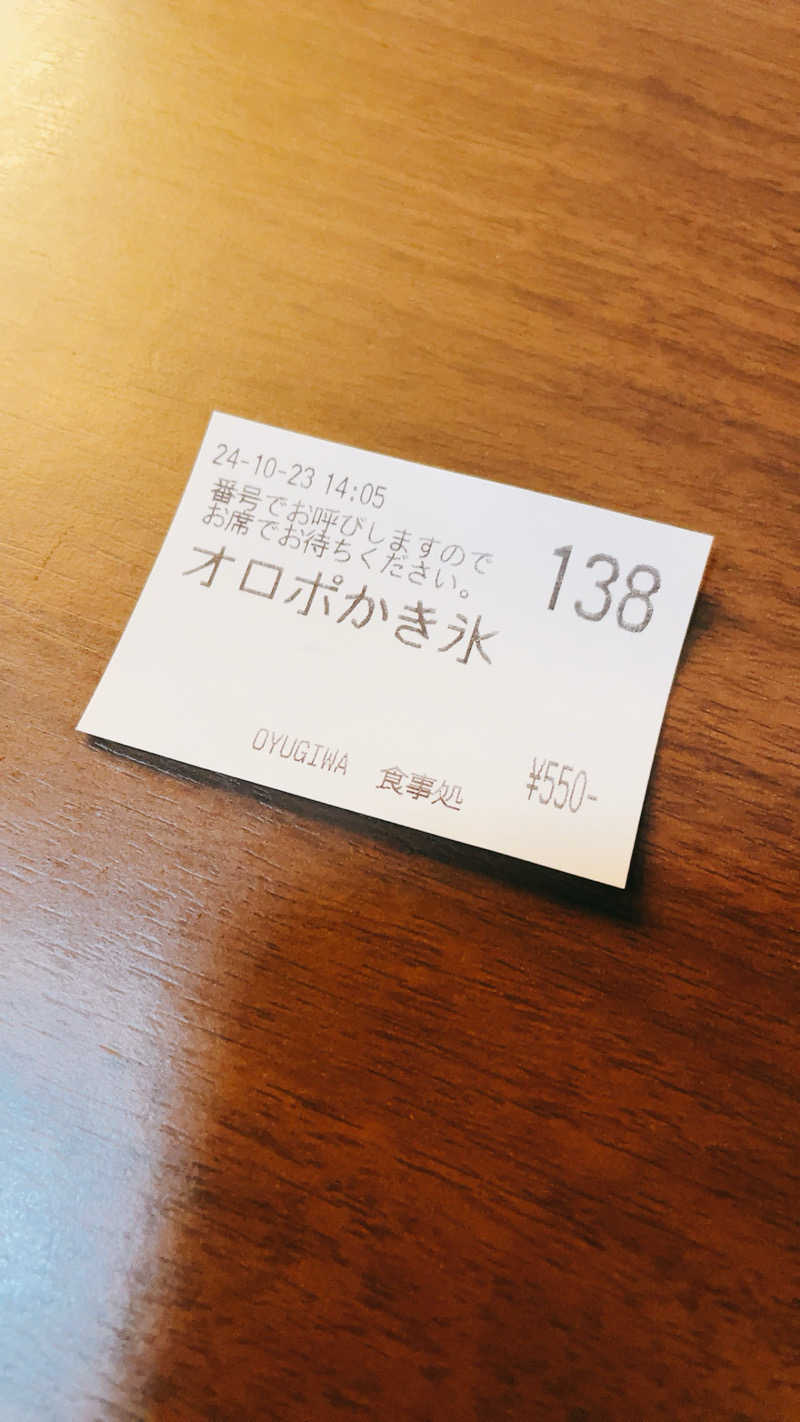 24-10-23 14:05
番号でお呼びしますので
お席でお待ちください。
138
オロポかき氷
OYUGIWA 食事処 ¥550-